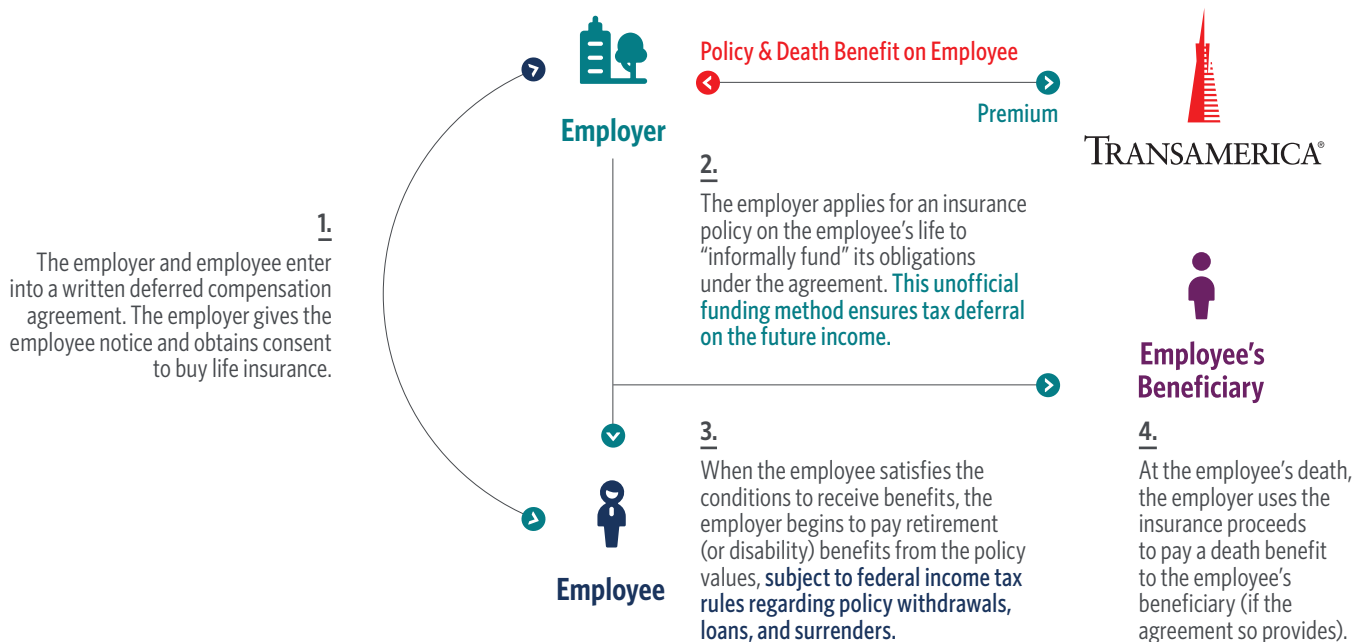 Policy & Death Benefit on Employee
Premium
Employer
TRANSAMERICA®
1.
The employer and employee enter
into a written deferred compensation
agreement. The employer gives the
employee notice and obtains consent
to buy life insurance.
2.
The employer applies for an insurance
policy on the employee’s life to
“informally fund” its obligations
under the agreement. This unofficial
funding method ensures tax deferral
on the future income.
Employee’s
Beneficiary
3.
When the employee satisfies the
conditions to receive benefits, the
employer begins to pay retirement
(or disability) benefits from the policy
values, subject to federal income tax
rules regarding policy withdrawals,
loans, and surrenders.
Employee
4.
At the employee’s death,
the employer uses the
insurance proceeds
to pay a death benefit
to the employee’s
beneficiary (if the
agreement so provides).